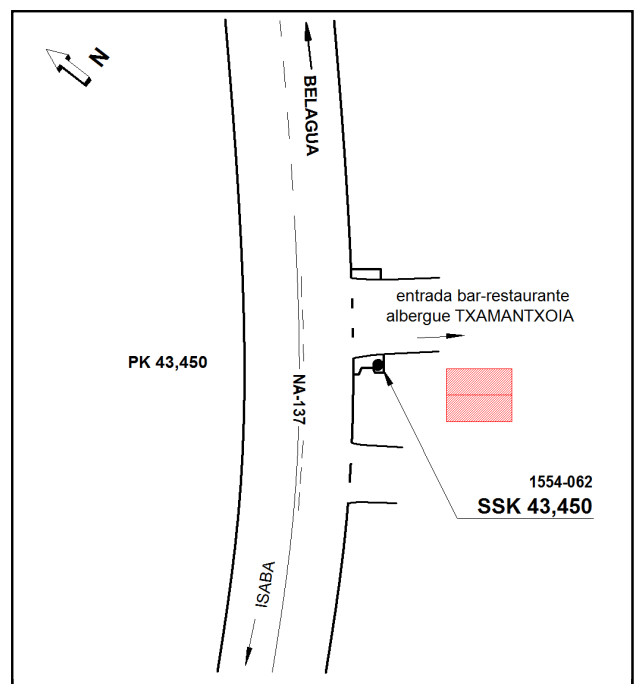 N
BELAGUA
entrada bar-restaurante
albergue TXAMANTXOIA
PK 43,450
NA-137
1554-062
SSK 43,450
ISABA